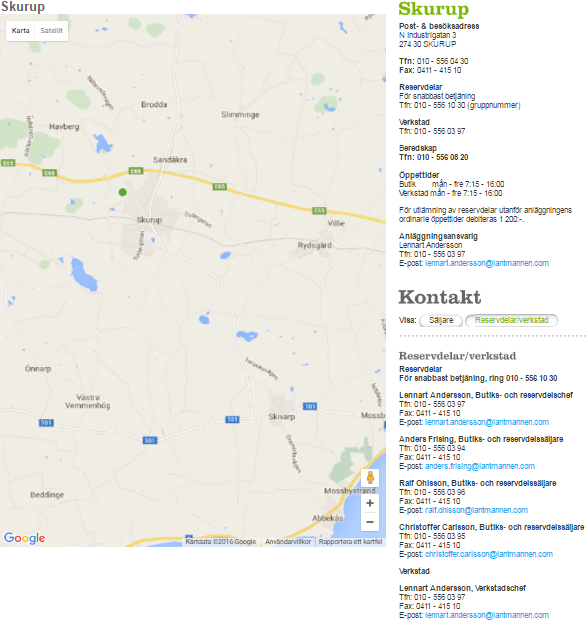 Skurup
Karta
Satellit
Brodda
Slimminge
Havberg
Sandåkra
E65
E65
E65
E65
Skurup
Villie
Rydsgård
Önnarp
Västra
Vemmenhög
Skivarp
101
101
101
Mossby
Beddinge
Mossbystrand
Abbekås
Google
Kartdata ©2016 Google
Användarvillkor
Rapportera ett kartfel
Skurup
Post- & besöksadress
N Industrigatan 3
274 30 SKURUP
Tfn: 010 - 556 04 30
Fax: 0411 - 415 10
Reservdelar
För snabbast betjäning
Tfn: 010 - 556 10 30 (gruppnummer)
Verkstad
Tfn: 010 - 556 03 97
Beredskap
Tfn: 010 - 556 08 20
Öppettider
Butik mån - fre 7:15 - 16:00
Verkstad mån - fre 7:15 - 16:00
För utlämning av reservdelar utanför anläggningens
ordinarie öppettider debiteras 1 200:-.
Anläggningsansvarig
Lennart Andersson
Tfn: 010 - 556 03 97
E-post: lennart.andersson@lantmannen.com
Kontakt
Visa: Säljare Reservdelar/verkstad
Reservdelar/verkstad
Reservdelar
För snabbast betjäning, ring 010 - 556 10 30
Lennart Andersson, Butiks- och reservdelschef
Tfn: 010 - 556 03 97
Fax: 0411 - 415 10
E-post: lennart.andersson@lantmannen.com
Anders Frising, Butiks- och reservdelssäljare
Tfn: 010 - 556 03 94
Fax: 0411 - 415 10
E-post: anders.frising@lantmannen.com
Ralf Ohlsson, Butiks- och reservdelssäljare
Tfn: 010 - 556 03 96
Fax: 0411 - 415 10
E-post: ralf.ohlsson@lantmannen.com
Christoffer Carlsson, Butiks- och reservdelssäljare
Tfn: 010 - 556 03 95
Fax: 0411 - 415 10
E-post: christoffer.carlsson@lantmannen.com
Verkstad
Lennart Andersson, Verkstadschef
Tfn: 010 - 556 03 97
Fax: 0411 - 415 10
E-post: lennart.andersson@lantmannen.com